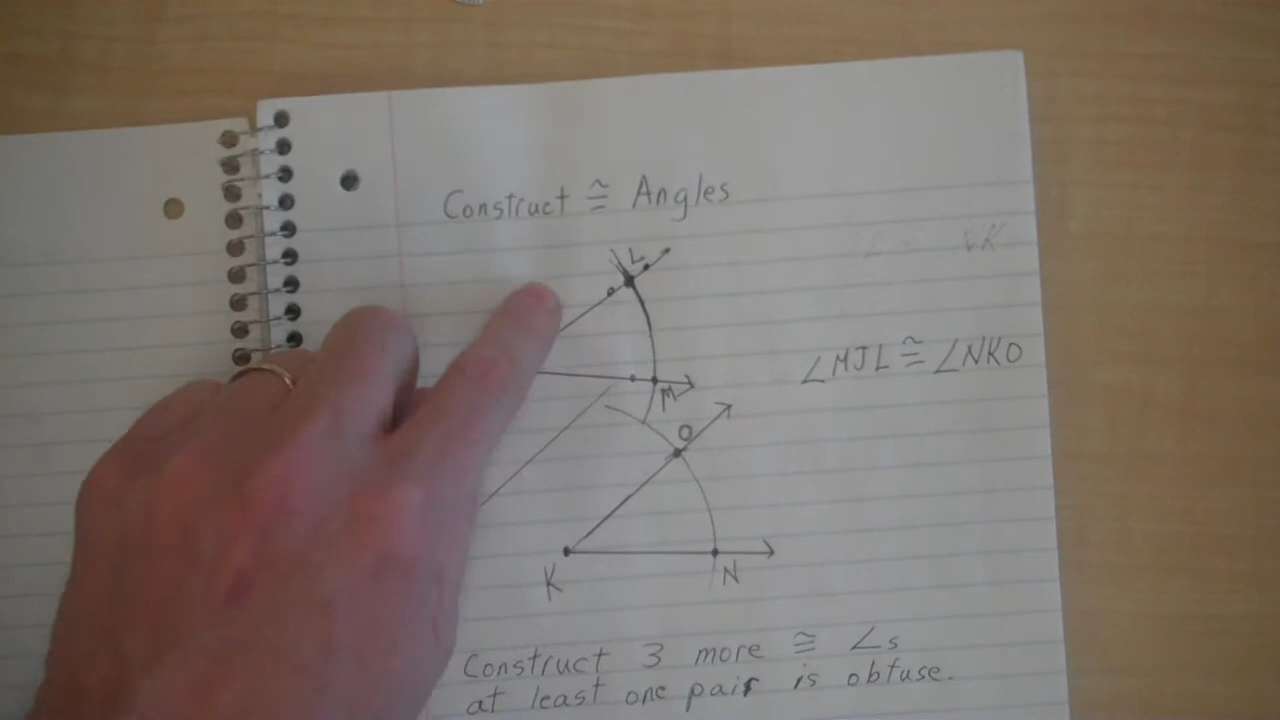 Construct ≅ Angles
L
∠MJL ≅ ∠NKO
M
O
K
N
Construct 3 more ≅ ∠s
at least one pair is obtuse.